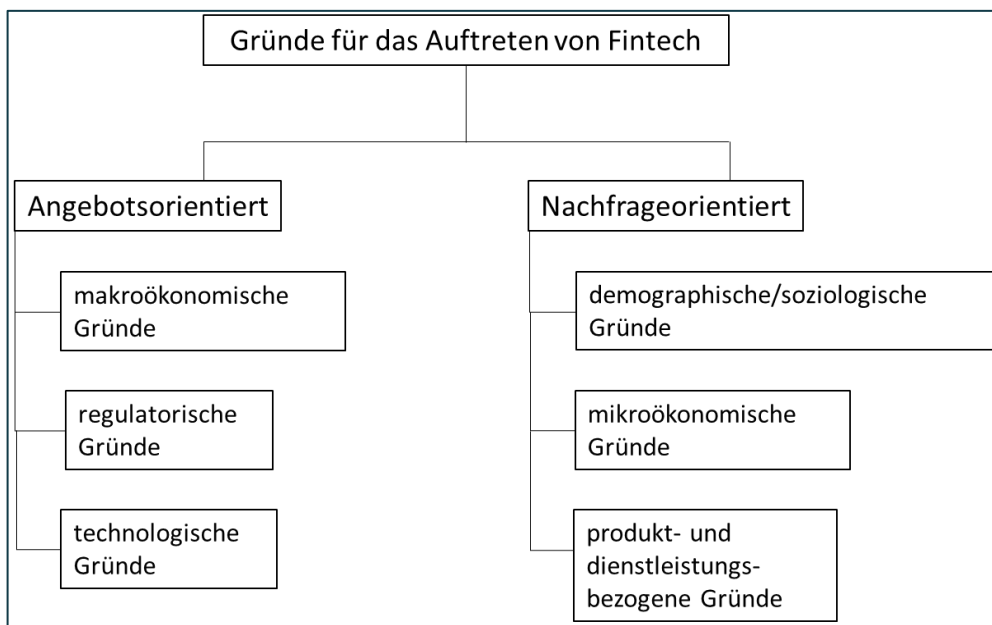 Gründe für das Auftreten von Fintech
Angebotsorientiert
makroökonomische
Gründe
regulatorische
Gründe
technologische
Gründe
Nachfrageorientiert
demographische/soziologische
Gründe
mikroökonomische
Gründe
produkt- und
dienstleistungs-
bezogene Gründe